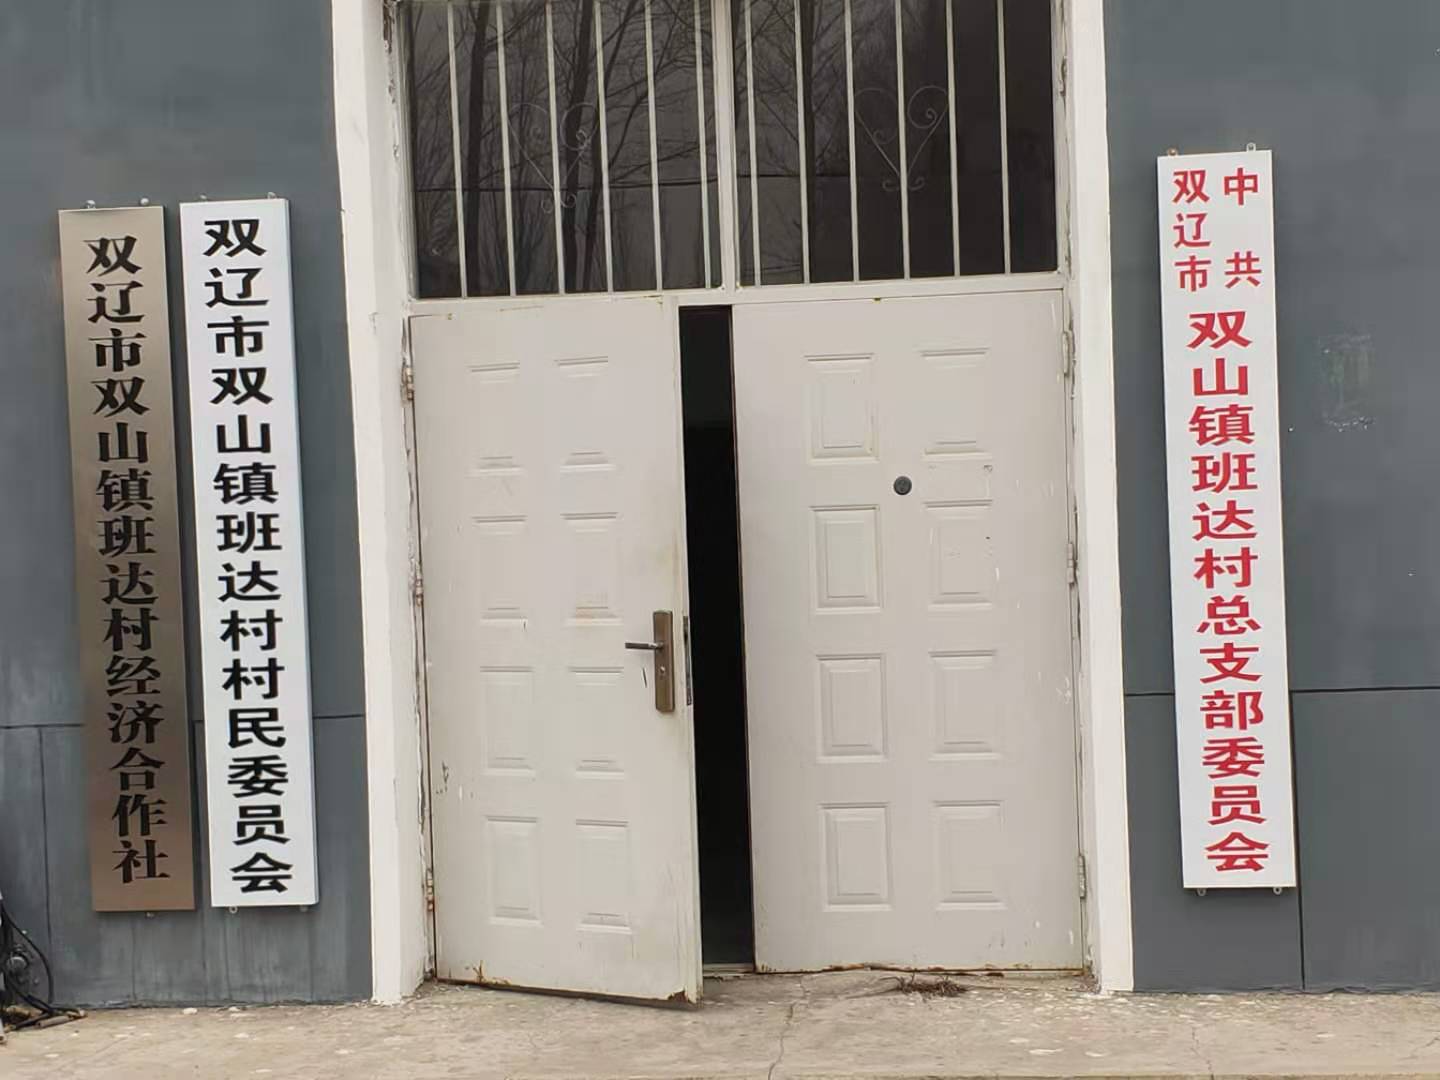 双辽市双山镇班达村经济合作社
双辽市双山镇班达村村民委员会
中共
双辽市
双山镇班达村总支部委员会